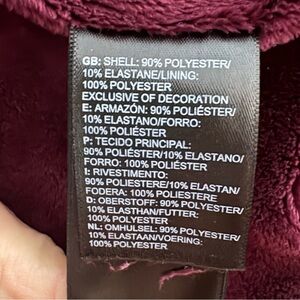 GB: SHELL: 90% POLYESTER/
10% ELASTANE/LINING:
100% POLYESTER
EXCLUSIVE OF DECORATION
E: ARMAZÓN: 90% POLIÉSTER/
10% ELASTANO/FORRO:
100% POLIÉSTER
P: TECIDO PRINCIPAL:
90% POLIÉSTER/10% ELASTANO/
FORRO: 100% POLIÉSTER
I: RIVESTIMENTO:
90% POLIESTERE/10% ELASTAN/
FODERA: 100% POLIESTERE
D: OBERSTOFF: 90% POLYESTER/
10% ELASTHAN/FUTTER:
100% POLYESTER
NL: OMHULSEL: 90% POLYESTER/
10% ELASTAAN/VOERING:
100% POLYESTER